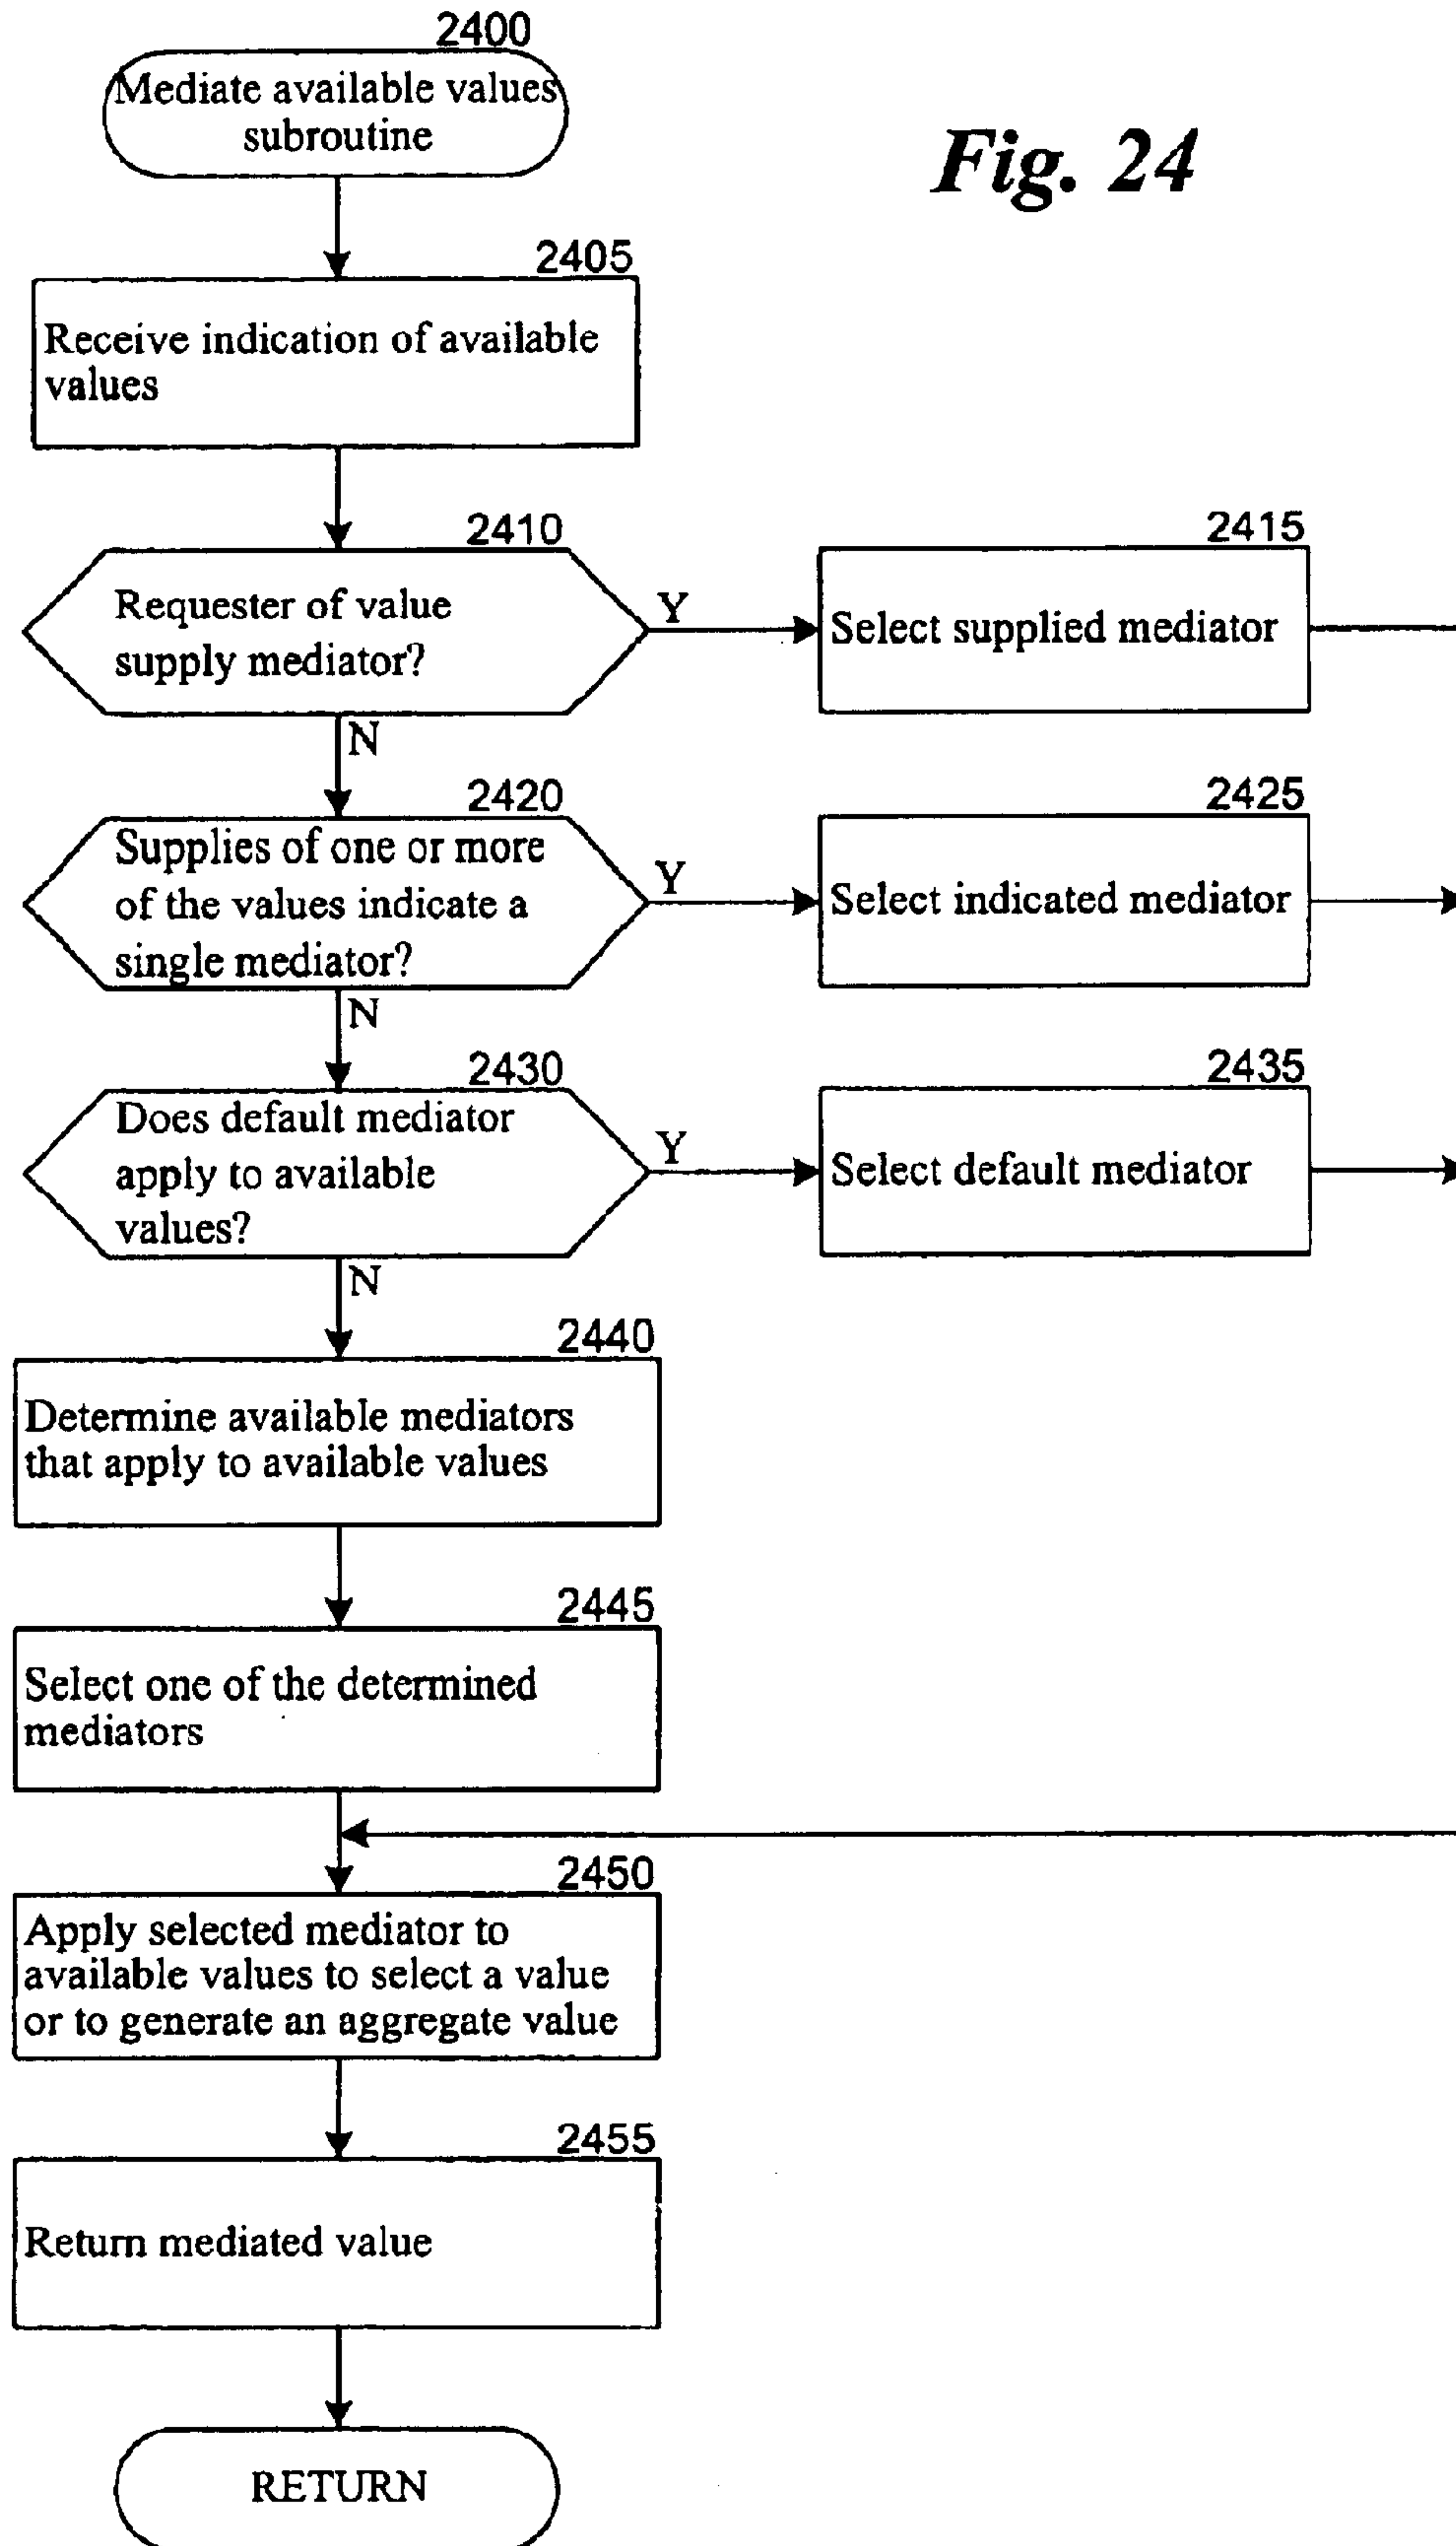 2400
Mediate available values
subroutine
Fig. 24
2405
Receive indication of available
values
2410
Requester of value
supply mediator?
Y
2415
Select supplied mediator
N
2420
Supplies of one or more
of the values indicate a
single mediator?
Y
2425
Select indicated mediator
N
2430
Does default mediator
apply to available
values?
Y
2435
Select default mediator
N
2440
Determine available mediators
that apply to available values
2445
Select one of the determined
mediators
2450
Apply selected mediator to
available values to select a value
or to generate an aggregate value
2455
Return mediated value
RETURN